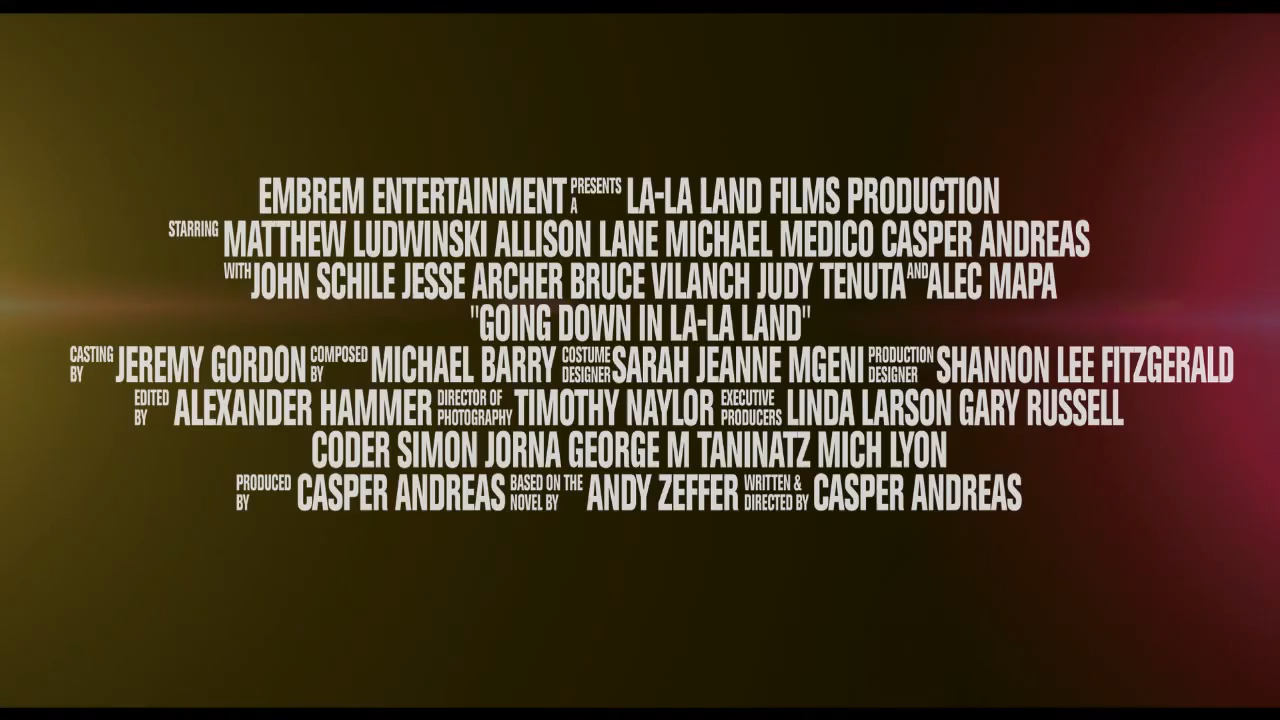 EMBREM ENTERTAINMENT PRESENTS A LA-LA LAND FILMS PRODUCTION
STARRING MATTHEW LUDWINSKI ALLISON LANE MICHAEL MEDICO CASPER ANDREAS
WITH JOHN SCHILE JESSE ARCHER BRUCE VILANCH JUDY TENUTA AND ALEC MAPA
"GOING DOWN IN LA-LA LAND"
CASTING BY JEREMY GORDON COMPOSED BY MICHAEL BARRY COSTUME DESIGNER SARAH JEANNE MGENI PRODUCTION DESIGNER SHANNON LEE FITZGERALD
EDITED BY ALEXANDER HAMMER DIRECTOR OF PHOTOGRAPHY TIMOTHY NAYLOR EXECUTIVE PRODUCERS LINDA LARSON GARY RUSSELL
CODER SIMON JORNA GEORGE M TANINATZ MICH LYON
PRODUCED BY CASPER ANDREAS BASED ON THE NOVEL BY ANDY ZEFFER WRITTEN & DIRECTED BY CASPER ANDREAS